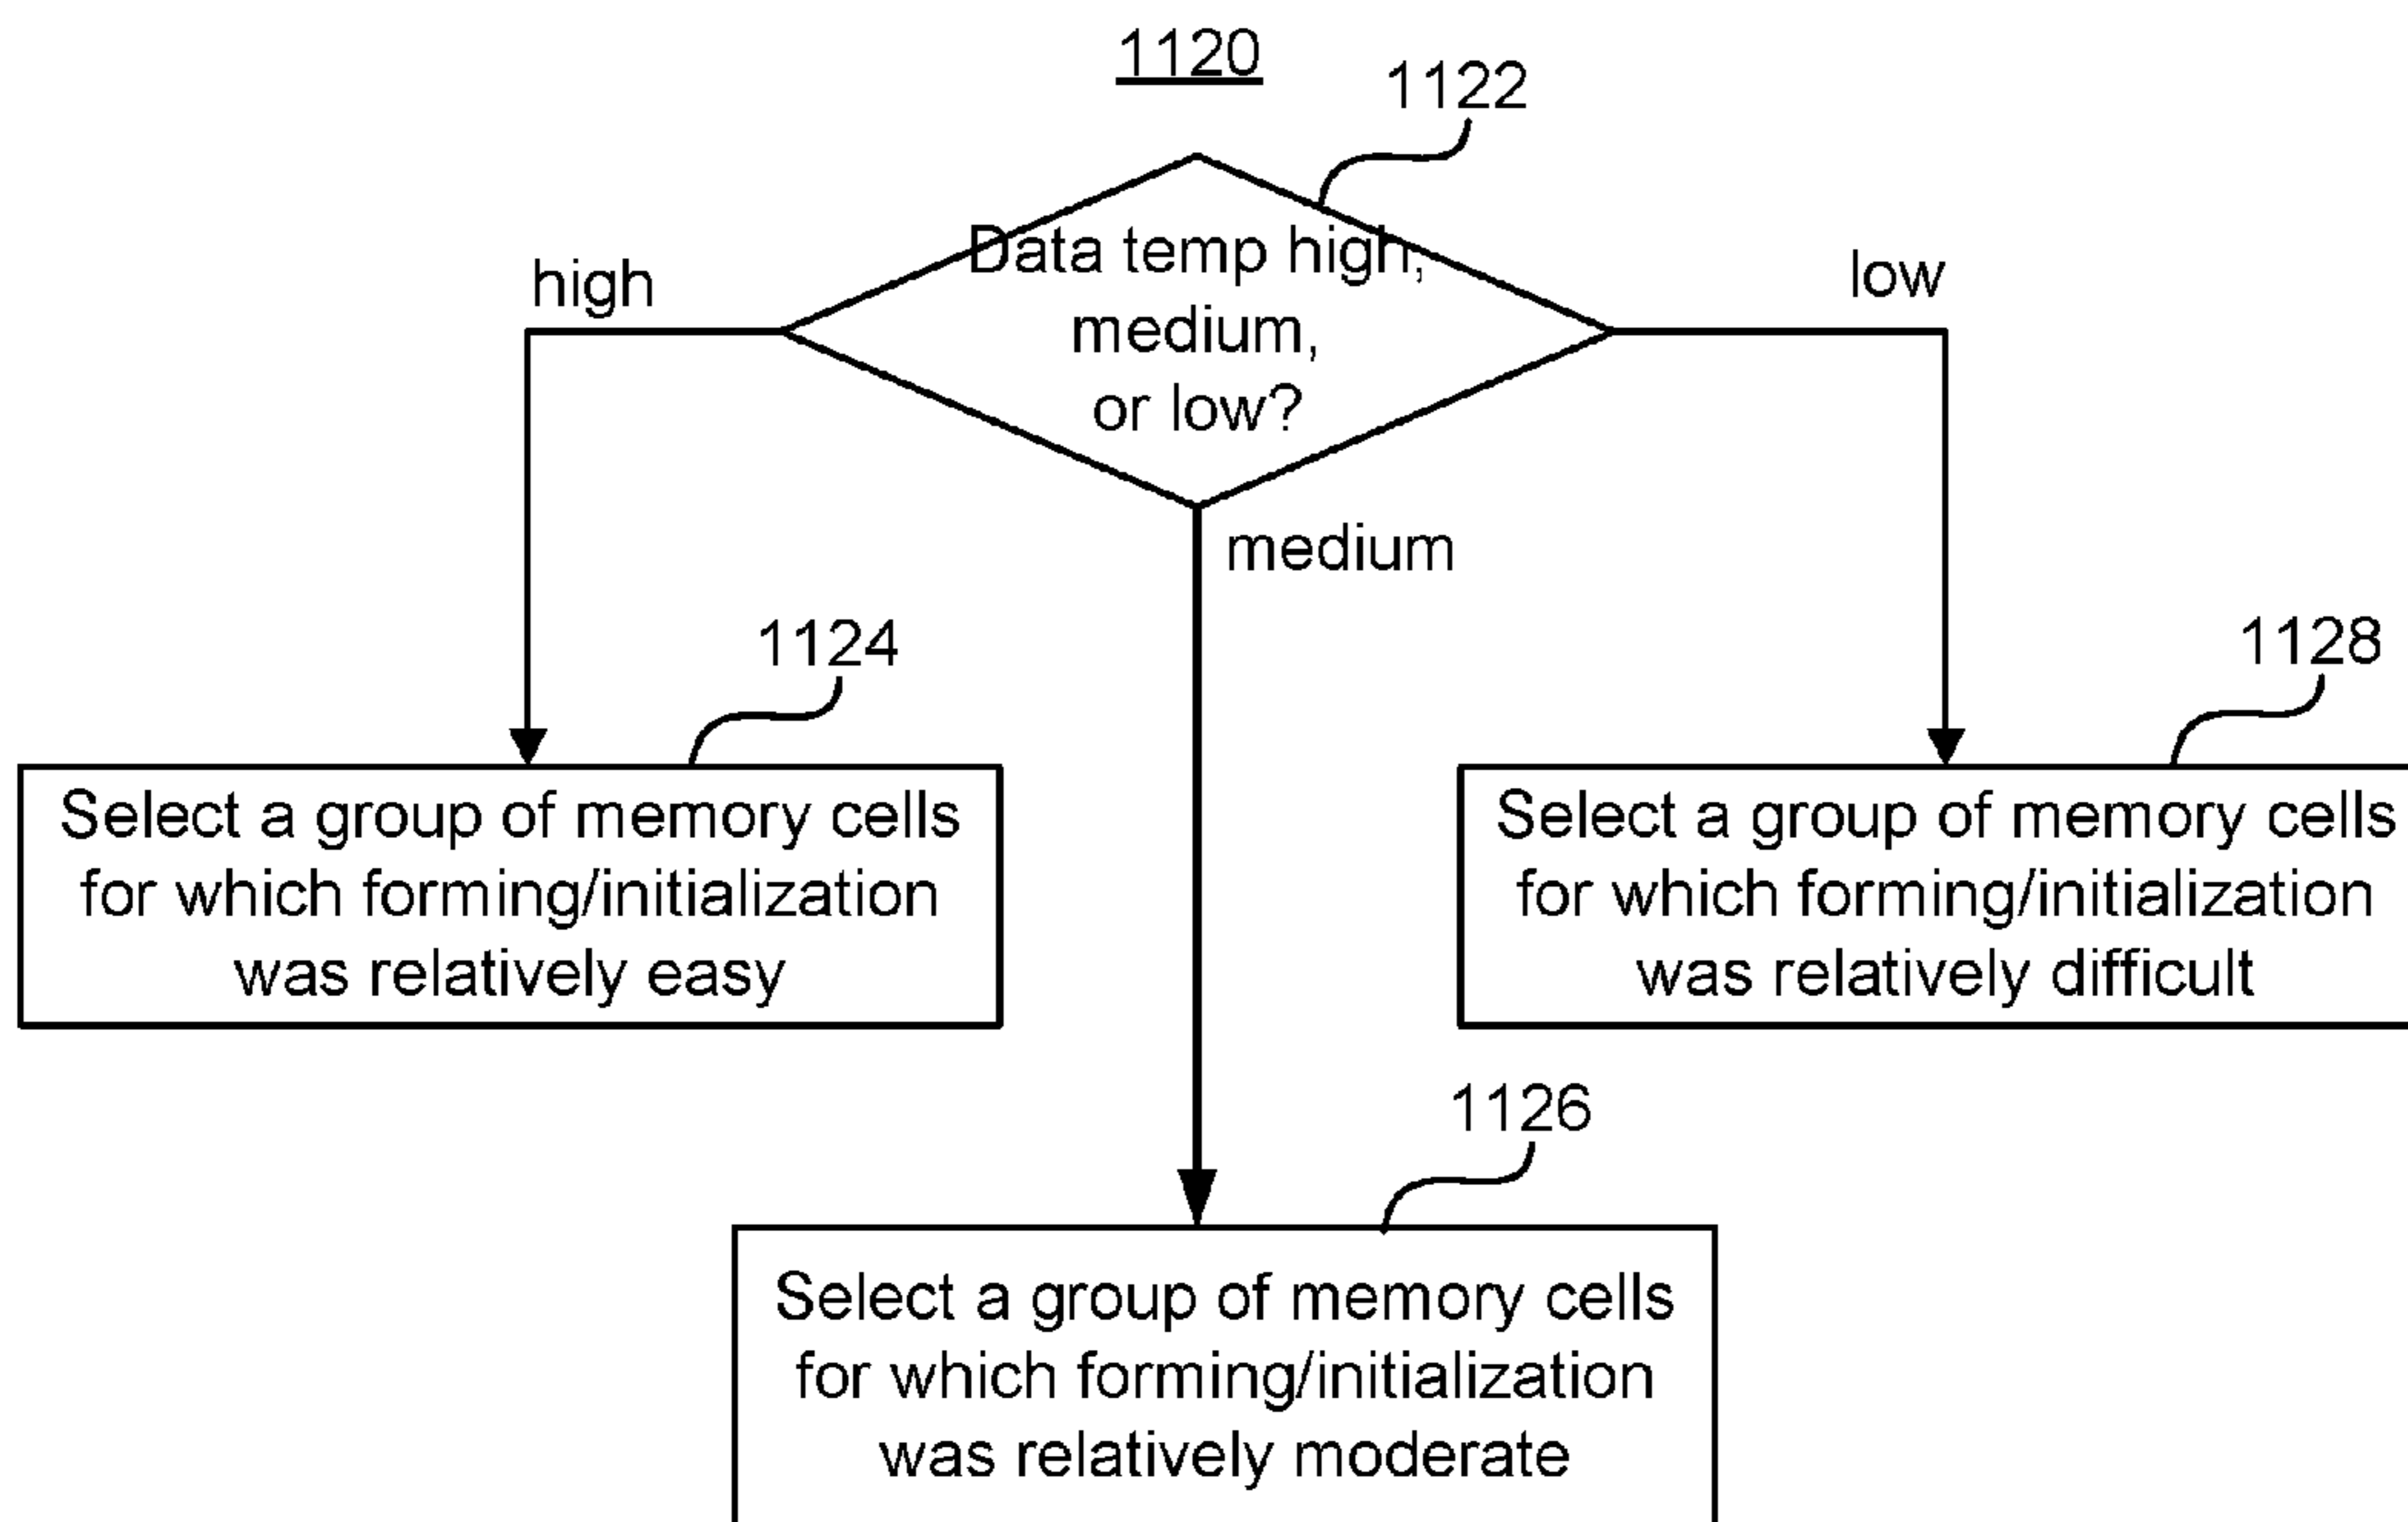 1120
1122
Data temp high,
medium,
or low?
high
low
medium
1124
1128
Select a group of memory cells
for which forming/initialization
was relatively easy
Select a group of memory cells
for which forming/initialization
was relatively difficult
1126
Select a group of memory cells
for which forming/initialization
was relatively moderate